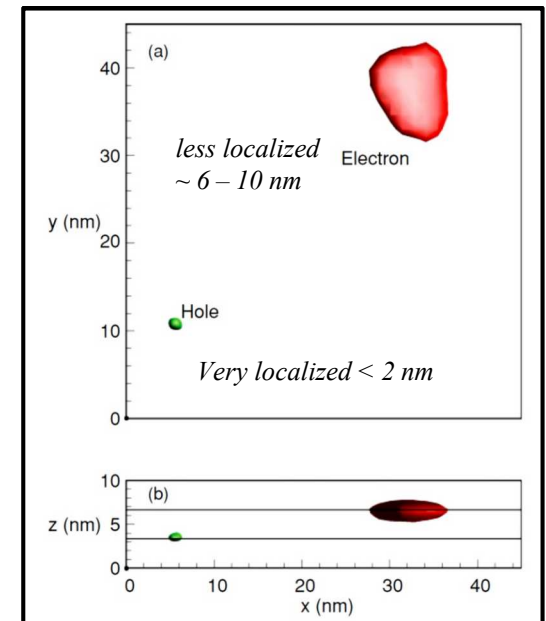 (a)
40
less localized
~ 6 – 10 nm
Electron
30
y (nm)
20
Hole
10
Very localized < 2 nm
0
10
(b)
z (nm)
5
0
0 10 20 30 40
x (nm)